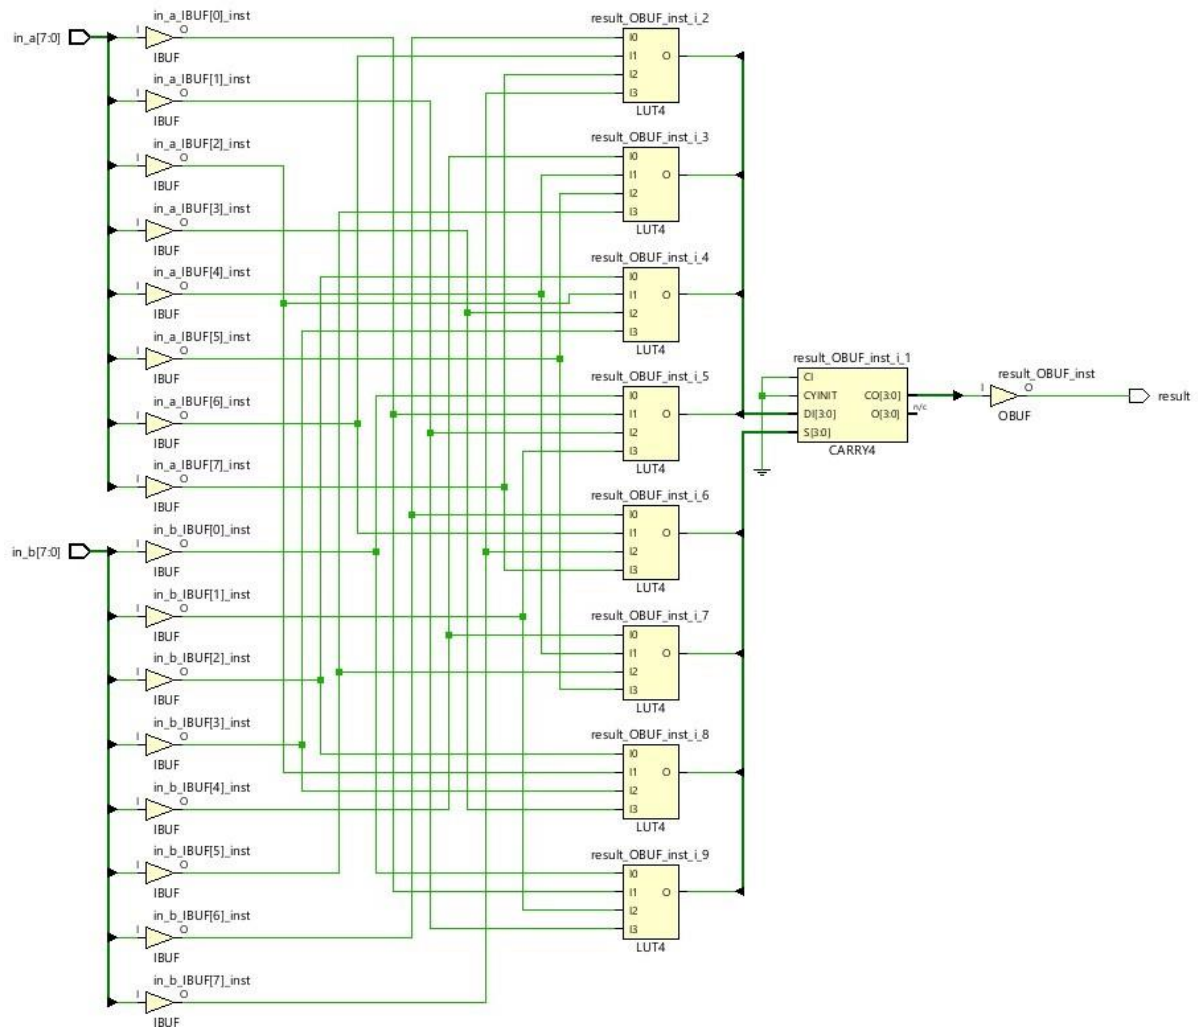 in_a[7:0]
in_a_IBUF[0]_inst
I
O
IBUF
in_a_IBUF[1]_inst
I
O
IBUF
in_a_IBUF[2]_inst
I
O
IBUF
in_a_IBUF[3]_inst
I
O
IBUF
in_a_IBUF[4]_inst
I
O
IBUF
in_a_IBUF[5]_inst
I
O
IBUF
in_a_IBUF[6]_inst
I
O
IBUF
in_a_IBUF[7]_inst
I
O
IBUF
in_b[7:0]
in_b_IBUF[0]_inst
I
O
IBUF
in_b_IBUF[1]_inst
I
O
IBUF
in_b_IBUF[2]_inst
I
O
IBUF
in_b_IBUF[3]_inst
I
O
IBUF
in_b_IBUF[4]_inst
I
O
IBUF
in_b_IBUF[5]_inst
I
O
IBUF
in_b_IBUF[6]_inst
I
O
IBUF
in_b_IBUF[7]_inst
I
O
IBUF
result_OBUF_inst_i_2
I0
I1 O
I2
I3
LUT4
result_OBUF_inst_i_3
I0
I1 O
I2
I3
LUT4
result_OBUF_inst_i_4
I0
I1 O
I2
I3
LUT4
result_OBUF_inst_i_5
I0
I1 O
I2
I3
LUT4
result_OBUF_inst_i_6
I0
I1 O
I2
I3
LUT4
result_OBUF_inst_i_7
I0
I1 O
I2
I3
LUT4
result_OBUF_inst_i_8
I0
I1 O
I2
I3
LUT4
result_OBUF_inst_i_9
I0
I1 O
I2
I3
LUT4
result_OBUF_inst_i_1
CI
CYINIT CO[3:0]
DI[3:0] O[3:0] n/c
S[3:0]
CARRY4
result_OBUF_inst
I
O
OBUF
result